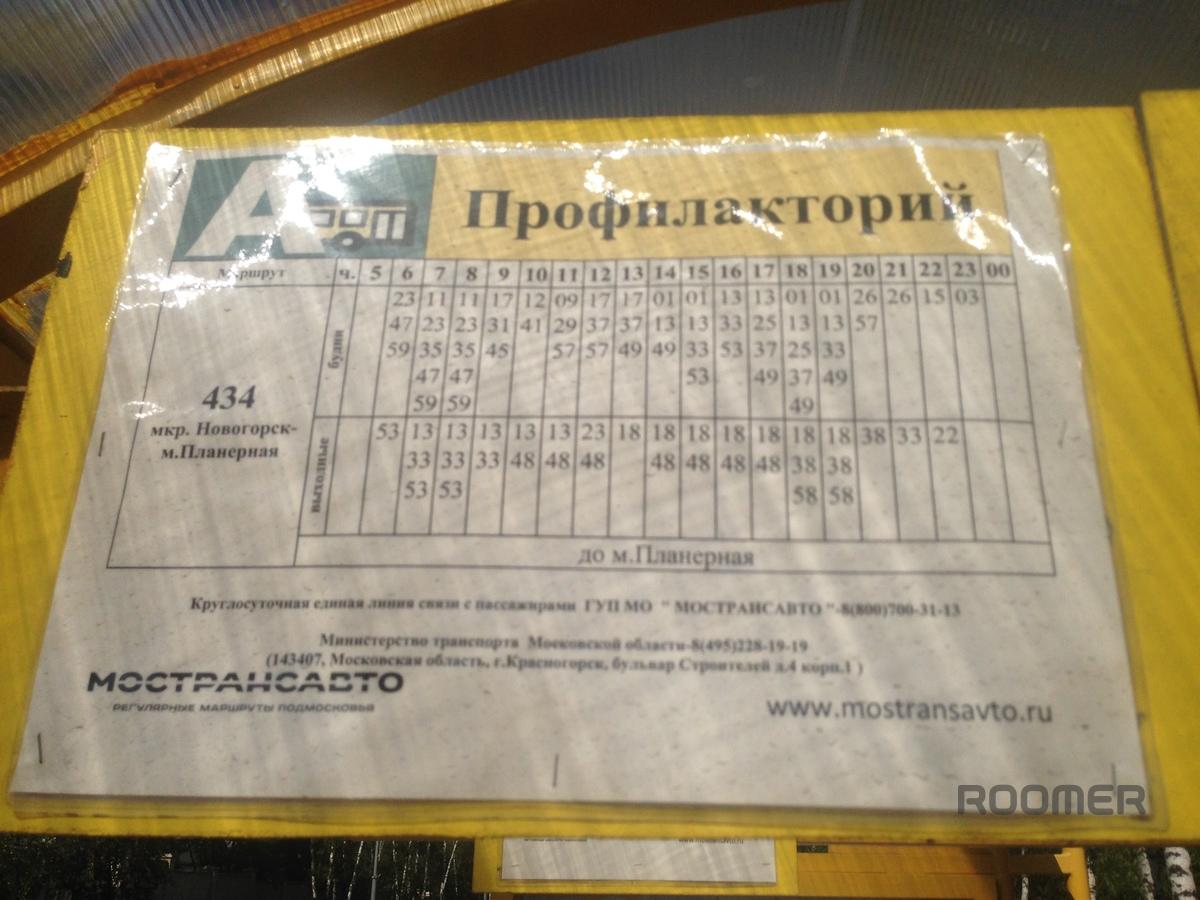 А
Профилакторий
Маршрут ч. 5 6 7 8 9 10 11 12 13 14 15 16 17 18 19 20 21 22 23 00
434
мкр. Новогорск-
м.Планерная
будни
23 11 11 17 12 09 17 17 01 01 13 13 01 01 26 26 15 03
47 23 23 31 41 29 37 37 13 13 33 25 13 13 57
59 35 35 45 57 57 49 49 33 53 37 25 33
47 47 53 49 37 49
59 59 49
выходные
53 13 13 13 13 13 23 18 18 18 18 18 18 18 38 33 22
33 33 33 48 48 48 48 48 48 48 38 38
53 53 58 58
до м.Планерная
Круглосуточная единая линия связи с пассажирами ГУП МО " МОСТРАНСАВТО "-8(800)700-31-13
Министерство транспорта Московской области-8(495)228-19-19
(143407, Московская область, г.Красногорск, бульвар Строителей д.4 корп.1 )
МОСТРАНСАВТО
РЕГУЛЯРНЫЕ МАРШРУТЫ ПОДМОСКОВЬЯ
www.mostransavto.ru
ROOMER